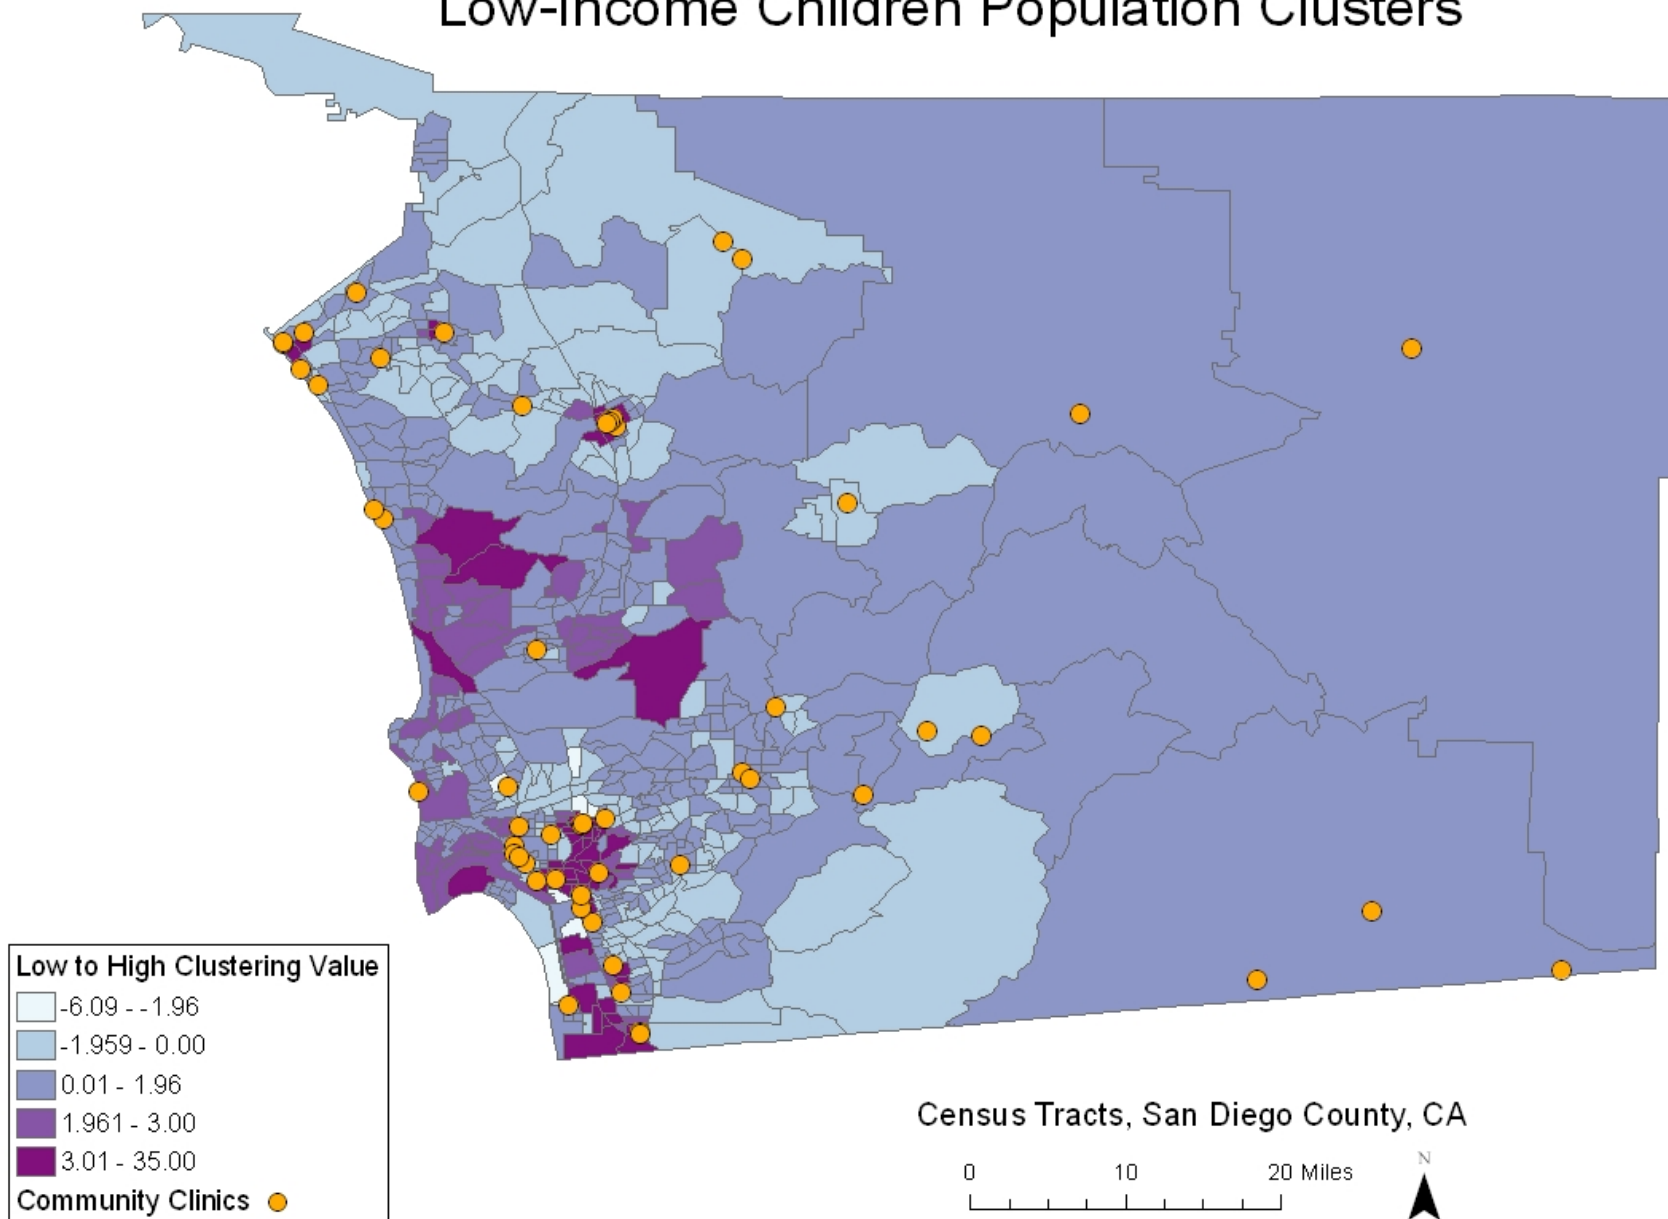 Low-Income Children Population Clusters
Low to High Clustering Value
-6.09 - -1.96
-1.959 - 0.00
0.01 - 1.96
1.961 - 3.00
3.01 - 35.00
Community Clinics
Census Tracts, San Diego County, CA
0 10 20 Miles
N